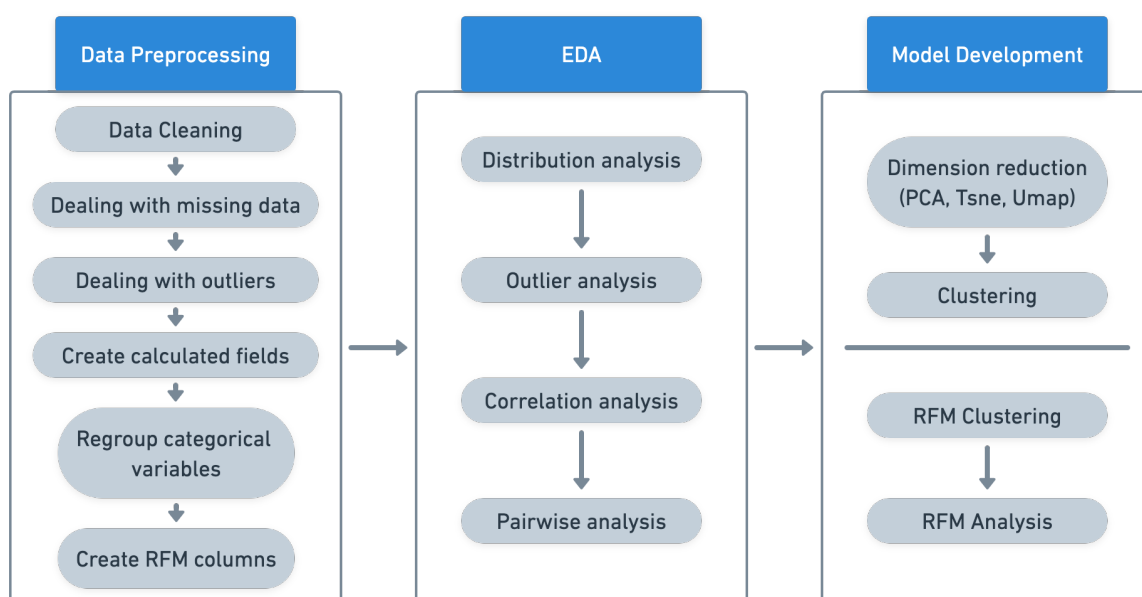 Data Preprocessing
Data Cleaning
Dealing with missing data
Dealing with outliers
Create calculated fields
Regroup categorical
variables
Create RFM columns
EDA
Distribution analysis
Outlier analysis
Correlation analysis
Pairwise analysis
Model Development
Dimension reduction
(PCA, Tsne, Umap)
Clustering
RFM Clustering
RFM Analysis